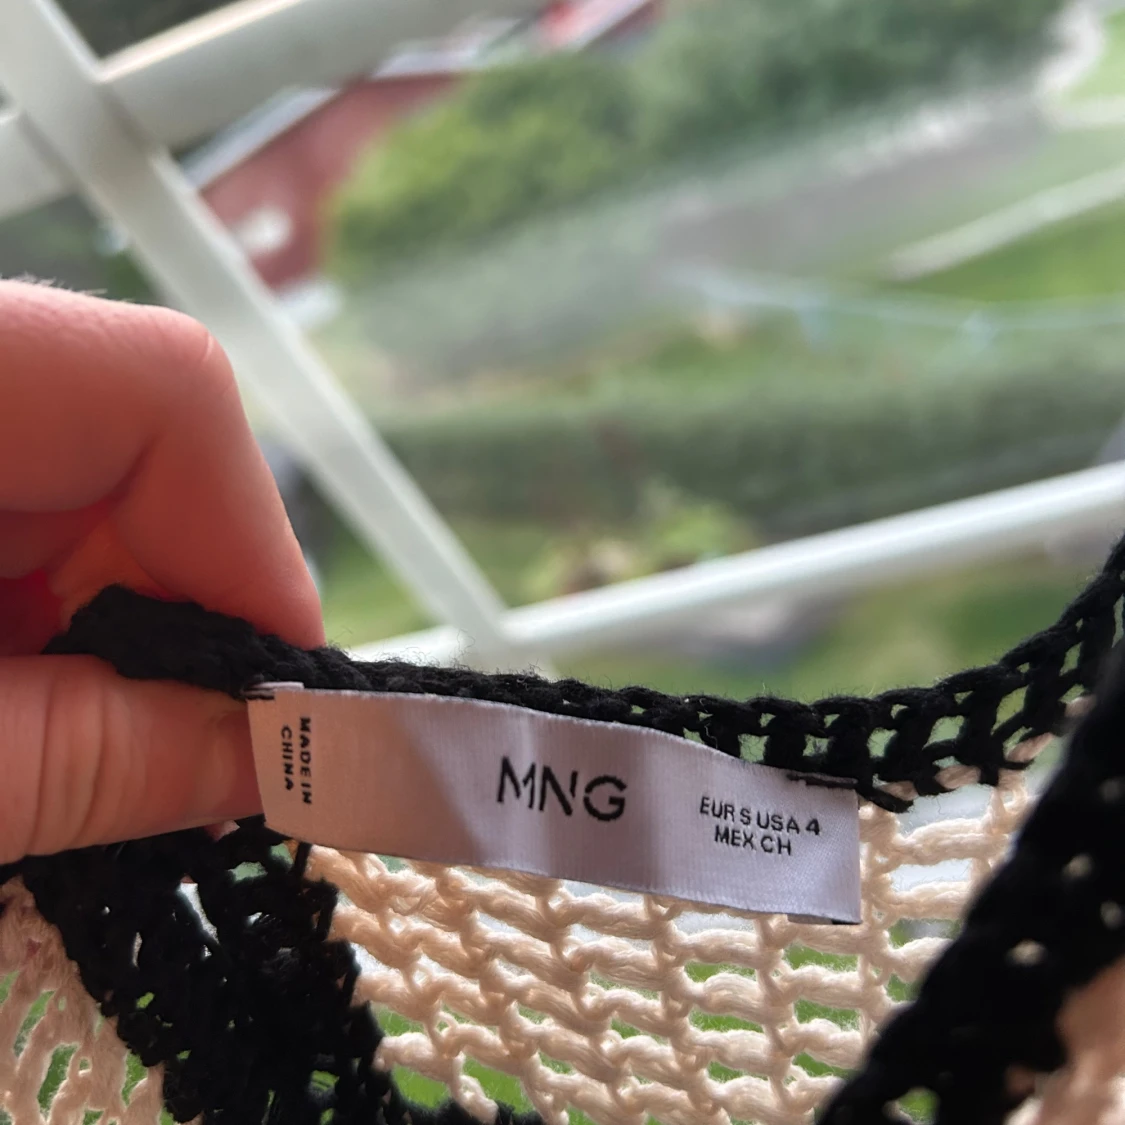 MADE IN
CHINA
MNG
EUR S USA 4
MEX CH